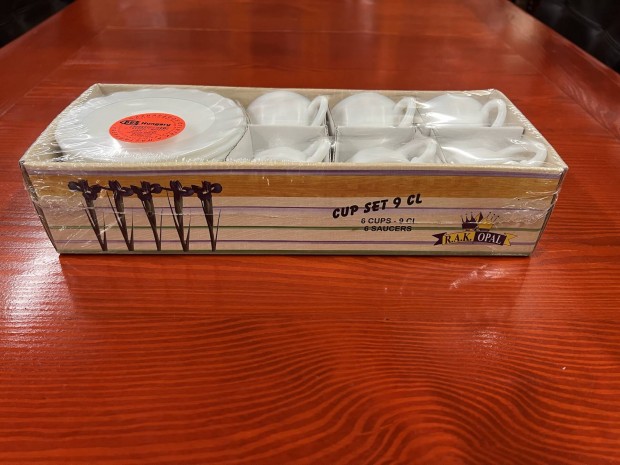 Hungary
CUP SET 9 CL
6 CUPS - 9 CL
6 SAUCERS
R.A.K. OPAL